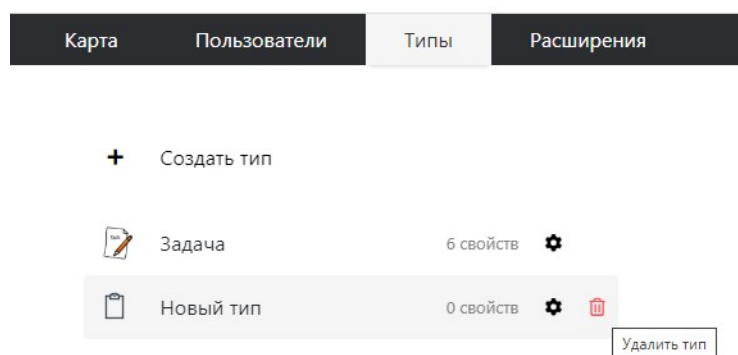 Карта Пользователи Типы Расширения
Создать тип
Задача 6 свойств
Новый тип 0 свойств
Удалить тип